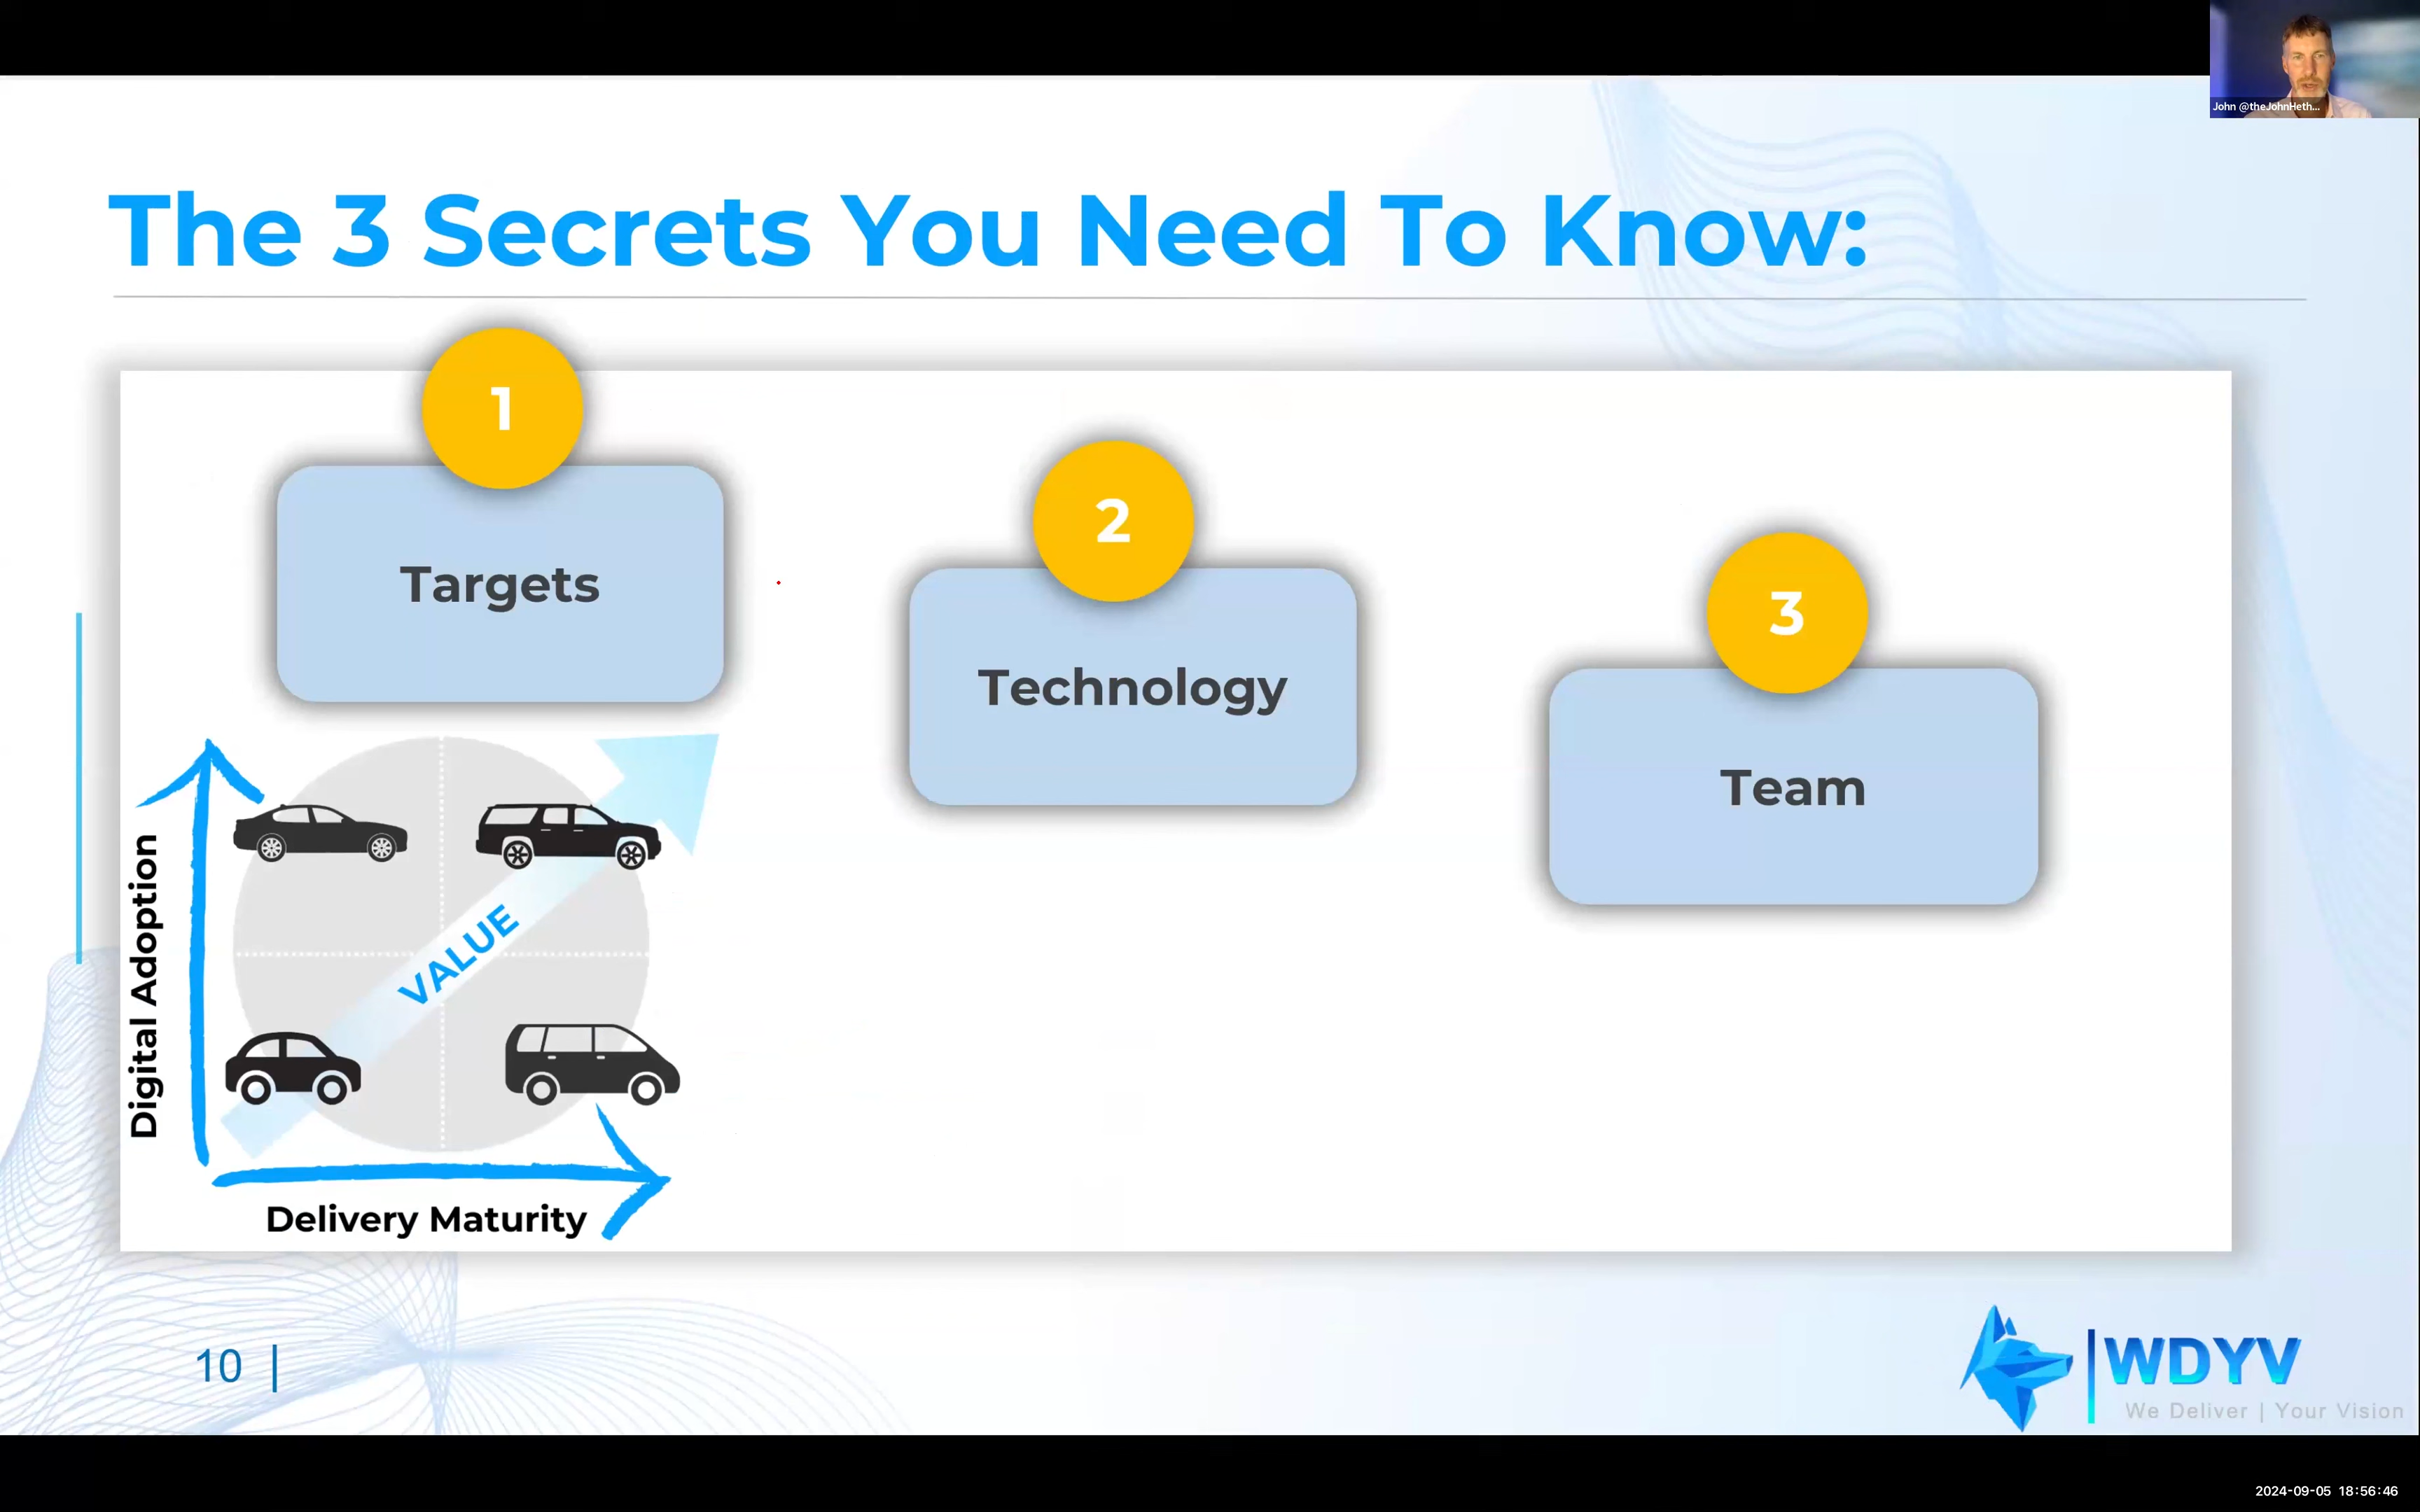 John @theJohnHeth...
The 3 Secrets You Need To Know:
1
Targets
2
Technology
3
Team
Digital Adoption
VALUE
Delivery Maturity
10 |
WDYV
We Deliver | Your Vision
2024-09-05 18:56:46